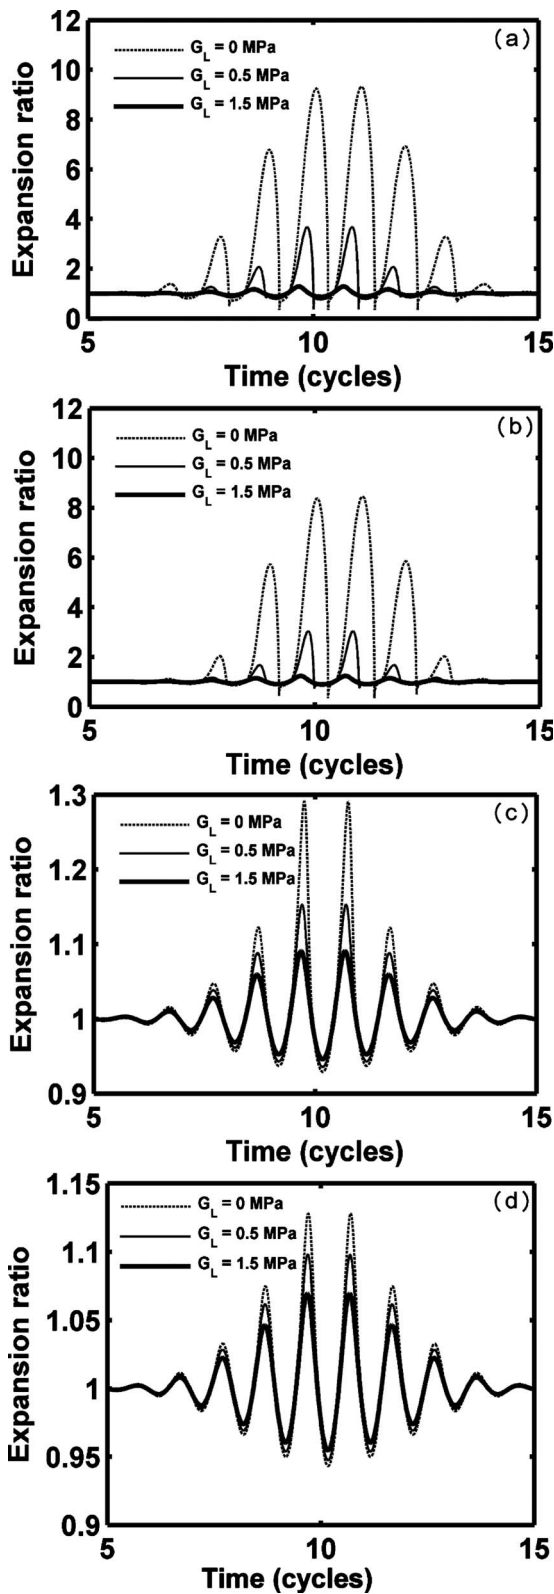 (a)
12
10
8
6
4
2
0
Expansion ratio
G_L = 0 MPa
G_L = 0.5 MPa
G_L = 1.5 MPa
5 10 15
Time (cycles)
(b)
12
10
8
6
4
2
0
Expansion ratio
G_L = 0 MPa
G_L = 0.5 MPa
G_L = 1.5 MPa
5 10 15
Time (cycles)
(c)
1.3
1.2
1.1
1
0.9
Expansion ratio
G_L = 0 MPa
G_L = 0.5 MPa
G_L = 1.5 MPa
5 10 15
Time (cycles)
(d)
1.15
1.1
1.05
1
0.95
0.9
Expansion ratio
G_L = 0 MPa
G_L = 0.5 MPa
G_L = 1.5 MPa
5 10 15
Time (cycles)